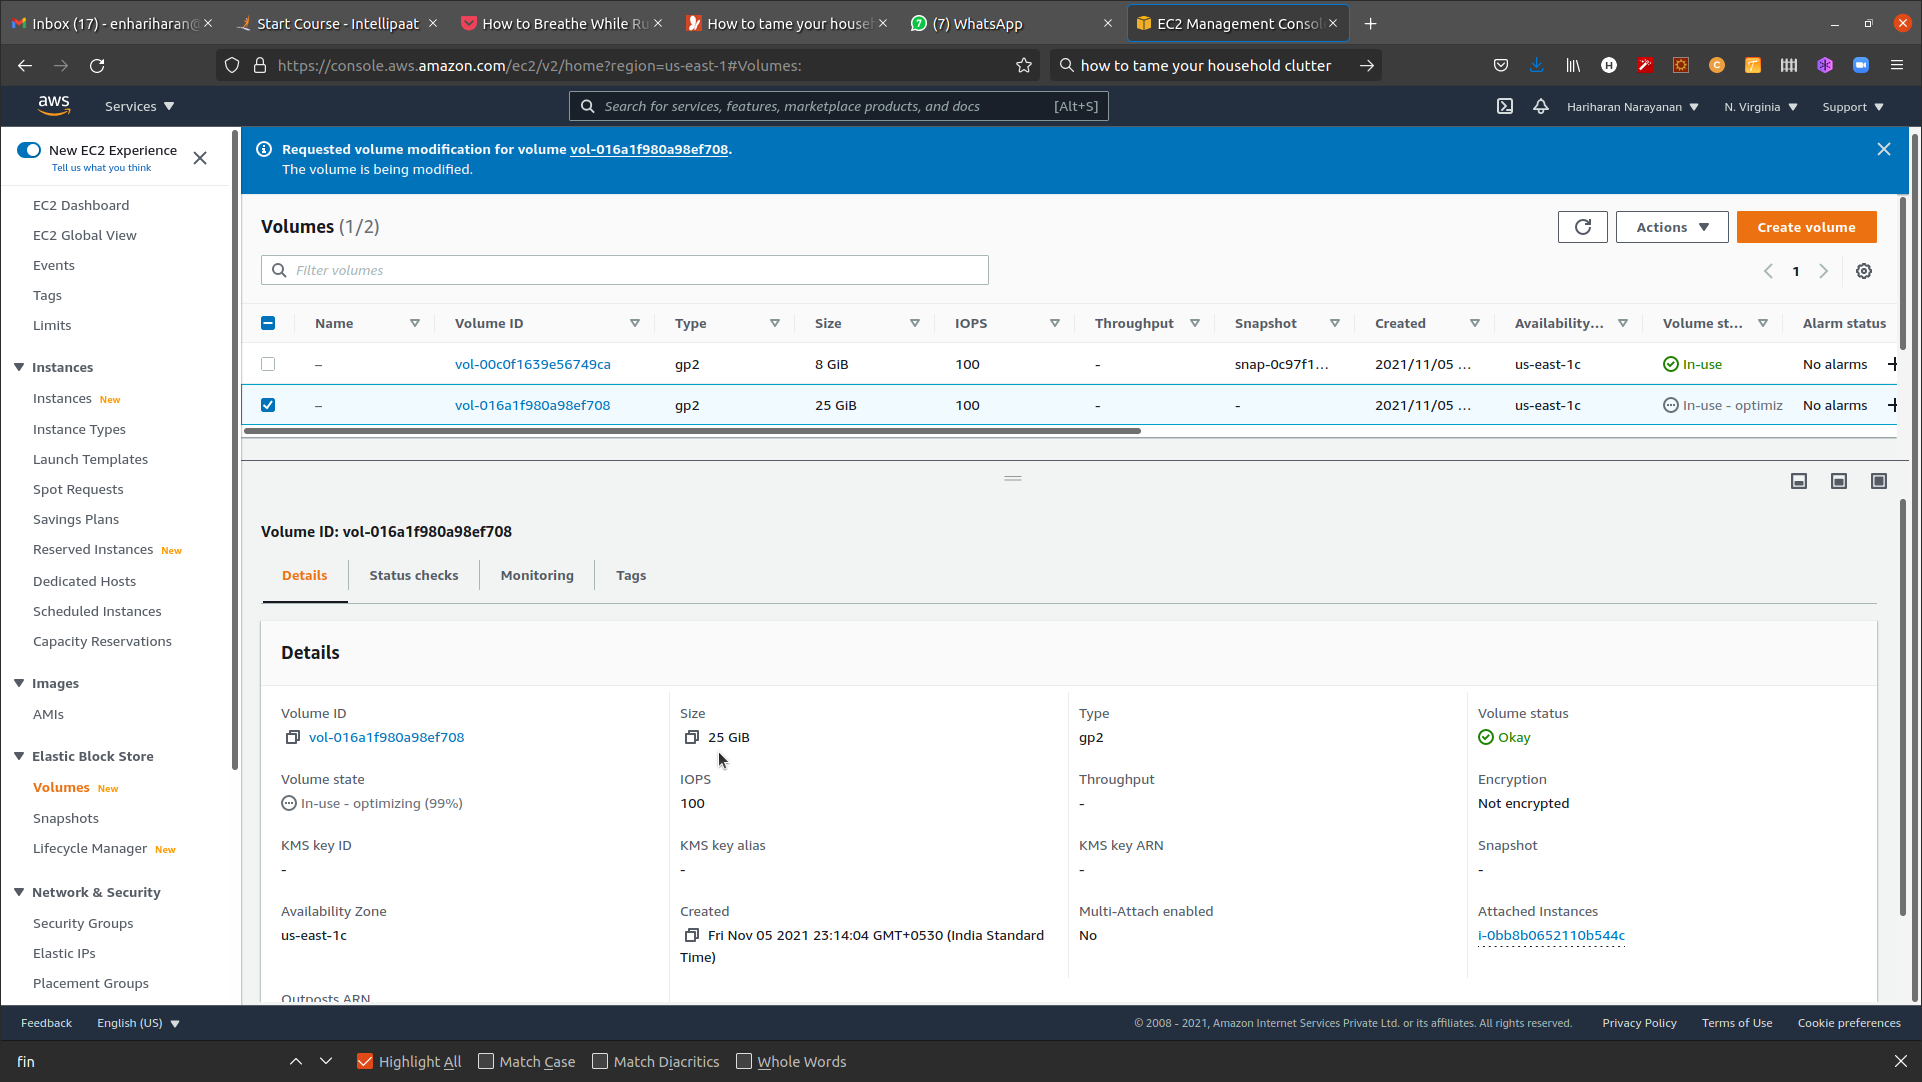 Inbox (17) - enhariharan@
Start Course - Intellipaat
How to Breathe While Ru
How to tame your househ
(7) WhatsApp
EC2 Management Consol
https://console.aws.amazon.com/ec2/v2/home?region=us-east-1#Volumes:
how to tame your household clutter
aws
Services
Search for services, features, marketplace products, and docs [Alt+S]
Hariharan Narayanan
N. Virginia
Support
New EC2 Experience
Tell us what you think
EC2 Dashboard
EC2 Global View
Events
Tags
Limits
Instances
Instances New
Instance Types
Launch Templates
Spot Requests
Savings Plans
Reserved Instances New
Dedicated Hosts
Scheduled Instances
Capacity Reservations
Images
AMIs
Elastic Block Store
Volumes New
Snapshots
Lifecycle Manager New
Network & Security
Security Groups
Elastic IPs
Placement Groups
Requested volume modification for volume vol-016a1f980a98ef708.
The volume is being modified.
Volumes (1/2)
Actions
Create volume
Filter volumes
1
Name Volume ID Type Size IOPS Throughput Snapshot Created Availability... Volume st... Alarm status
– vol-00c0f1639e56749ca gp2 8 GiB 100 - snap-0c97f1... 2021/11/05 ... us-east-1c In-use No alarms
– vol-016a1f980a98ef708 gp2 25 GiB 100 - - 2021/11/05 ... us-east-1c In-use - optimiz No alarms
Volume ID: vol-016a1f980a98ef708
Details Status checks Monitoring Tags
Details
Volume ID
vol-016a1f980a98ef708
Size
25 GiB
Type
gp2
Volume status
Okay
Volume state
In-use - optimizing (99%)
IOPS
100
Throughput
-
Encryption
Not encrypted
KMS key ID
-
KMS key alias
-
KMS key ARN
-
Snapshot
-
Availability Zone
us-east-1c
Created
Fri Nov 05 2021 23:14:04 GMT+0530 (India Standard
Time)
Multi-Attach enabled
No
Attached Instances
i-0bb8b0652110b544c
Outposts ARN
Feedback
English (US)
© 2008 - 2021, Amazon Internet Services Private Ltd. or its affiliates. All rights reserved.
Privacy Policy
Terms of Use
Cookie preferences
fin
Highlight All
Match Case
Match Diacritics
Whole Words